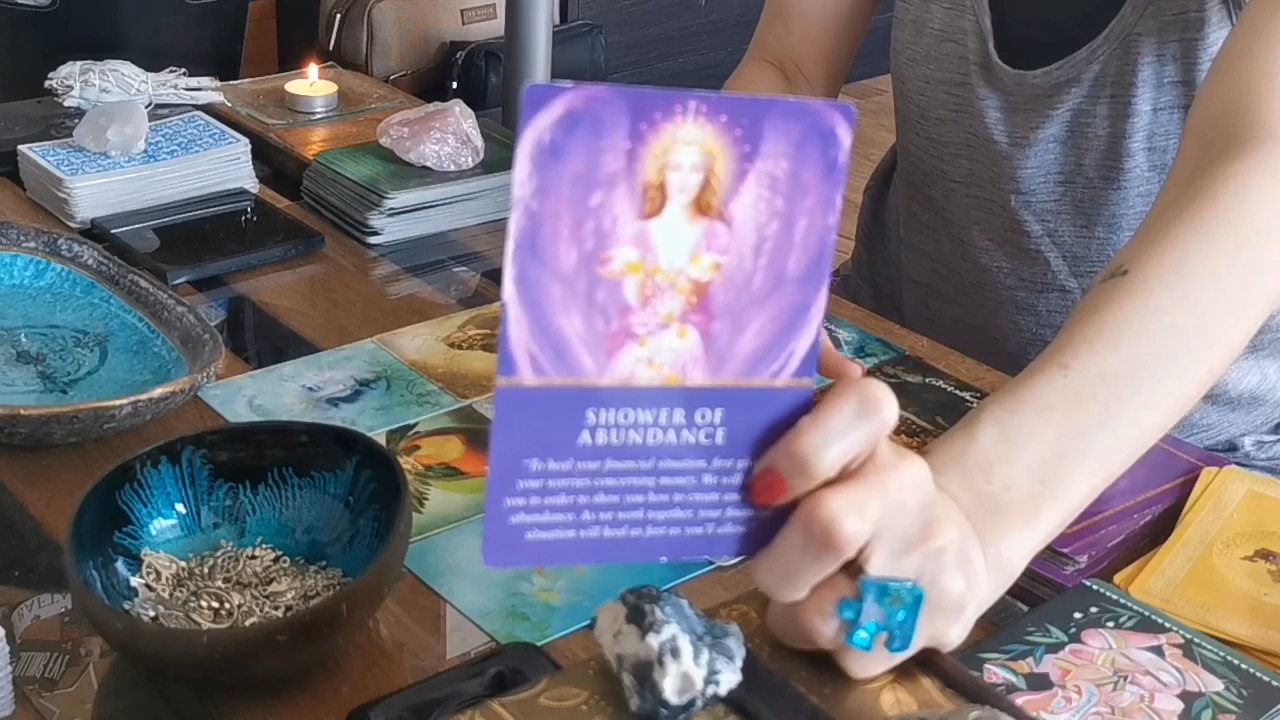 SHOWER OF
ABUNDANCE
"To heal your financial situation, first
your worries concerning money. We will
you in order to show you how to create
abundance. As we work together, your
situation will heal as fast as you'll